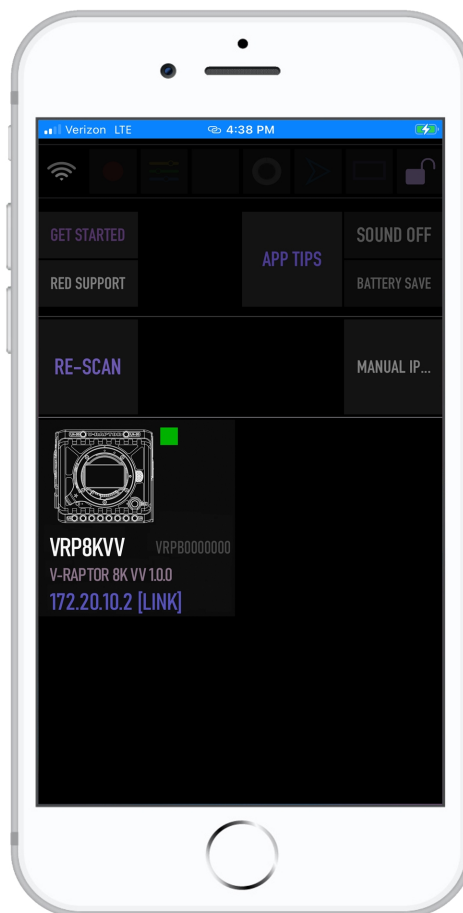 Verizon LTE 4:38 PM
GET STARTED
RED SUPPORT
APP TIPS
SOUND OFF
BATTERY SAVE
RE-SCAN
MANUAL IP...
V-RAPTOR
VRP8KVV VRPB0000000
V-RAPTOR 8K VV 1.0.0
172.20.10.2 [LINK]